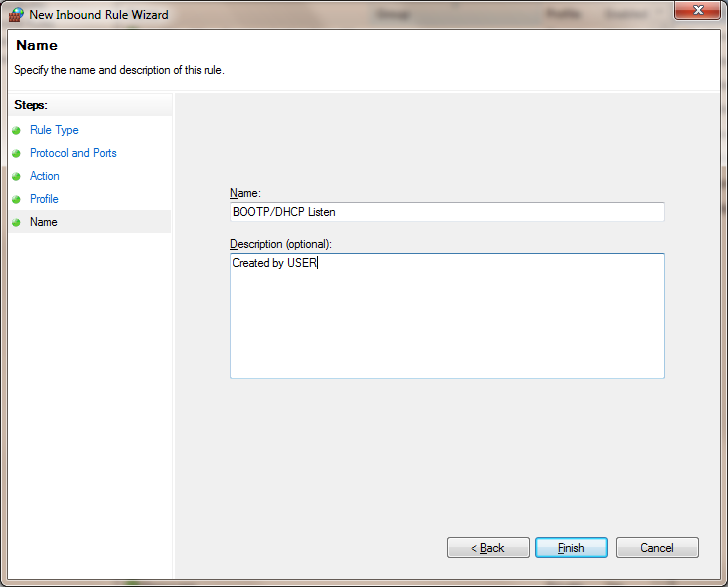 New Inbound Rule Wizard
Name
Specify the name and description of this rule.
Steps:
Rule Type
Protocol and Ports
Action
Profile
Name
Name:
BOOTP/DHCP Listen
Description (optional):
Created by USER
< Back
Finish
Cancel